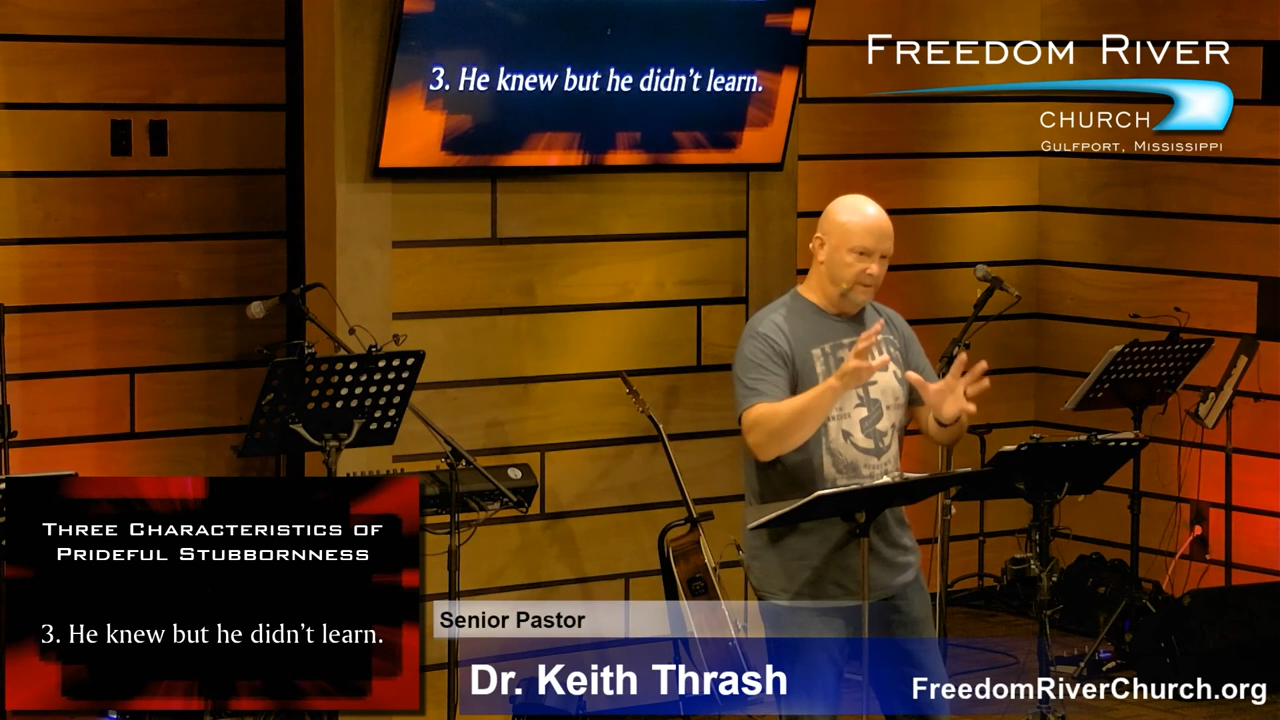 3. He knew but he didn't learn.
FREEDOM RIVER
CHURCH
GULFPORT, MISSISSIPPI
THREE CHARACTERISTICS OF
PRIDEFUL STUBBORNNESS
3. He knew but he didn't learn.
Senior Pastor
Dr. Keith Thrash
FreedomRiverChurch.org